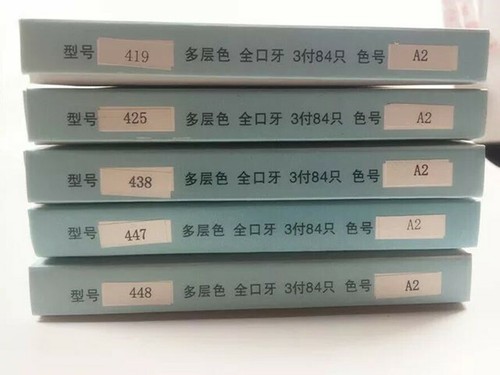 型号 419 多层色 全口牙 3付84只 色号 A2
型号 425 多层色 全口牙 3付84只 色号 A2
型号 438 多层色 全口牙 3付84只 色号 A2
型号 447 多层色 全口牙 3付84只 色号 A2
型号 448 多层色 全口牙 3付84只 色号 A2